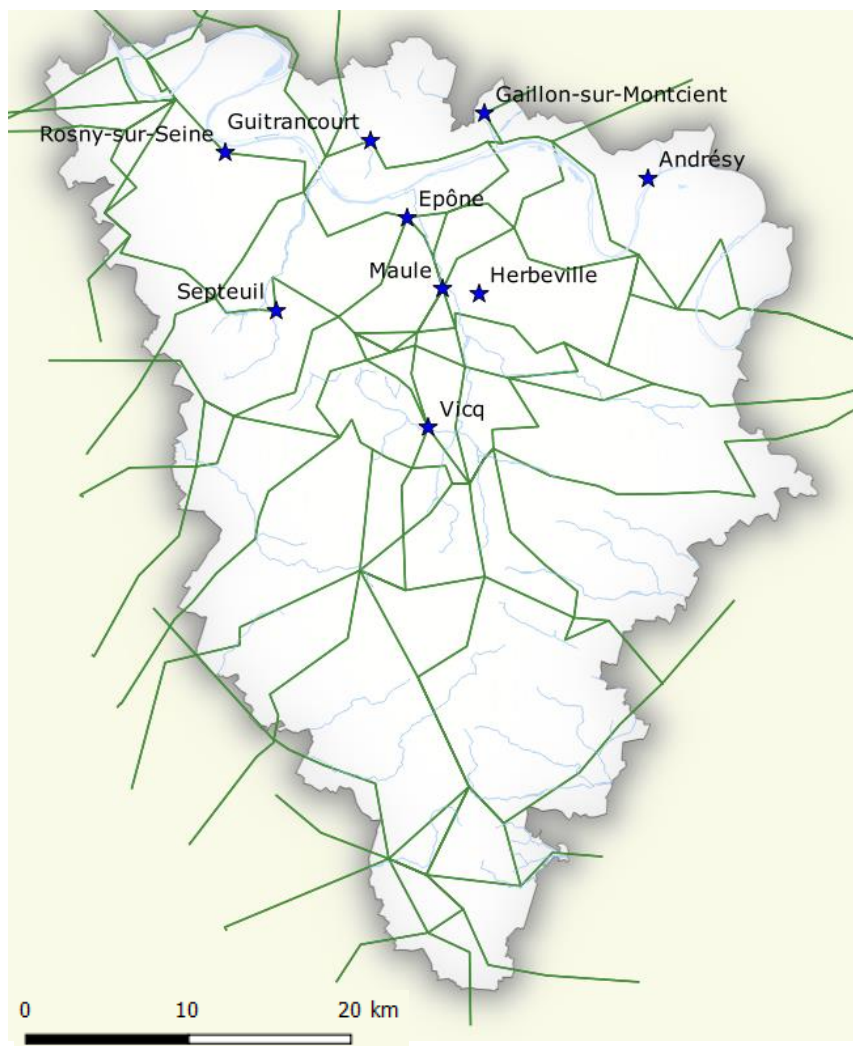 Gaillon-sur-Montcient
Guitrancourt
Rosny-sur-Seine
Andrésy
Epône
Maule
Herbeville
Septeuil
Vicq
0 10 20 km